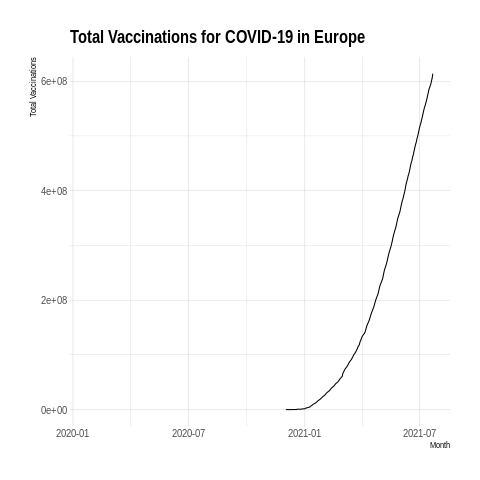 Total Vaccinations for COVID-19 in Europe
Total Vaccinations
6e+08
4e+08
2e+08
0e+00
2020-01 2020-07 2021-01 2021-07
Month